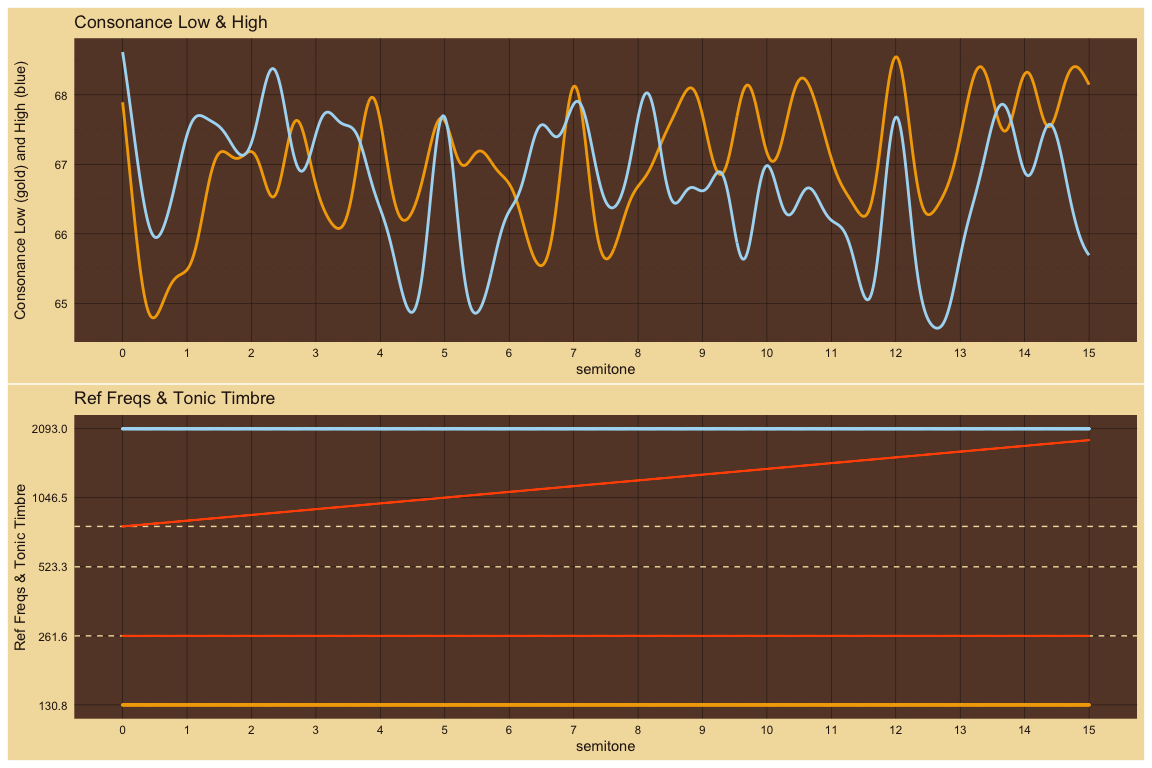 Consonance Low & High
Consonance Low (gold) and High (blue)
68
67
66
65
0 1 2 3 4 5 6 7 8 9 10 11 12 13 14 15
semitone
Ref Freqs & Tonic Timbre
Ref Freqs & Tonic Timbre
2093.0
1046.5
523.3
261.6
130.8
0 1 2 3 4 5 6 7 8 9 10 11 12 13 14 15
semitone